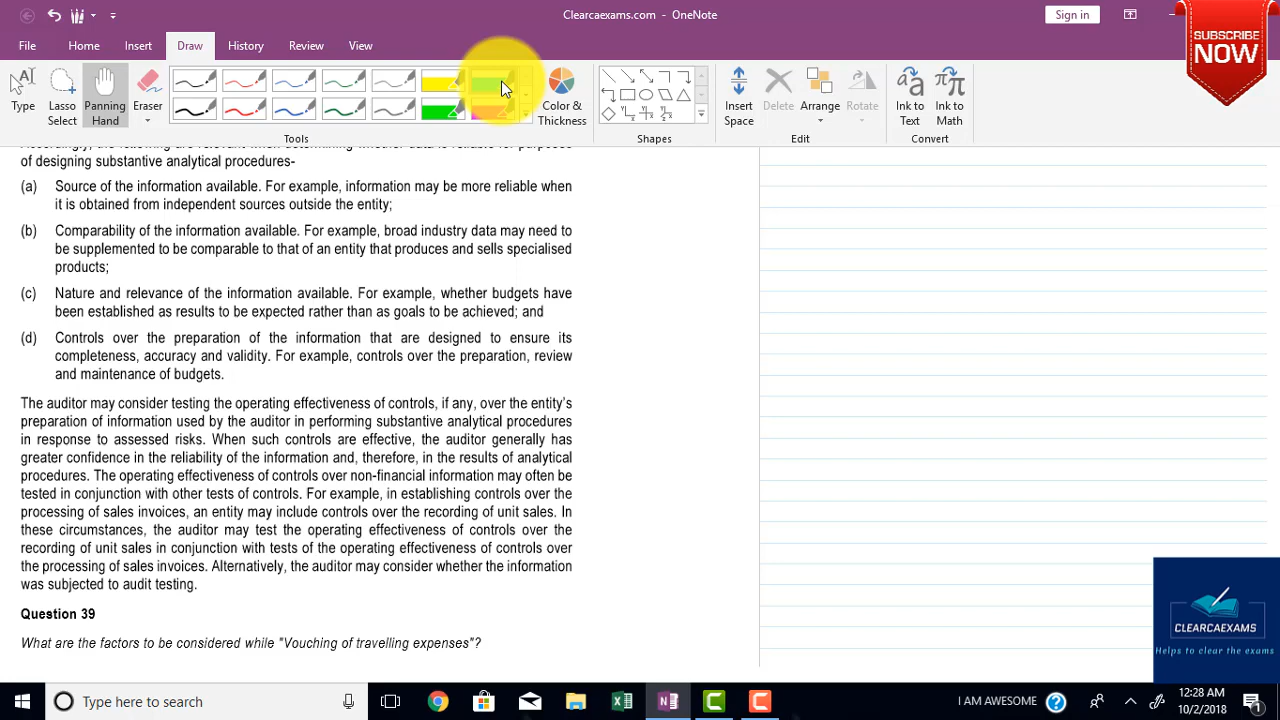 Clearcaexams.com - OneNote
Sign in
SUBSCRIBE
NOW
File
Home
Insert
Draw
History
Review
View
Type
Lasso
Select
Panning
Hand
Eraser
Color &
Thickness
Insert
Space
Delete
Arrange
Rotate
Ink to
Text
Ink to
Math
Tools
Shapes
Edit
Convert
Accordingly, the following are relevant when determining whether data is reliable for purposes
of designing substantive analytical procedures-
(a) Source of the information available. For example, information may be more reliable when
it is obtained from independent sources outside the entity;
(b) Comparability of the information available. For example, broad industry data may need to
be supplemented to be comparable to that of an entity that produces and sells specialised
products;
(c) Nature and relevance of the information available. For example, whether budgets have
been established as results to be expected rather than as goals to be achieved; and
(d) Controls over the preparation of the information that are designed to ensure its
completeness, accuracy and validity. For example, controls over the preparation, review
and maintenance of budgets.
The auditor may consider testing the operating effectiveness of controls, if any, over the entity's
preparation of information used by the auditor in performing substantive analytical procedures
in response to assessed risks. When such controls are effective, the auditor generally has
greater confidence in the reliability of the information and, therefore, in the results of analytical
procedures. The operating effectiveness of controls over non-financial information may often be
tested in conjunction with other tests of controls. For example, in establishing controls over the
processing of sales invoices, an entity may include controls over the recording of unit sales. In
these circumstances, the auditor may test the operating effectiveness of controls over the
recording of unit sales in conjunction with tests of the operating effectiveness of controls over
the processing of sales invoices. Alternatively, the auditor may consider whether the information
was subjected to audit testing.
Question 39
What are the factors to be considered while "Vouching of travelling expenses"?
CLEARCAEXAMS
Helps to clear the exams
Type here to search
I AM AWESOME
12:28 AM
10/2/2018